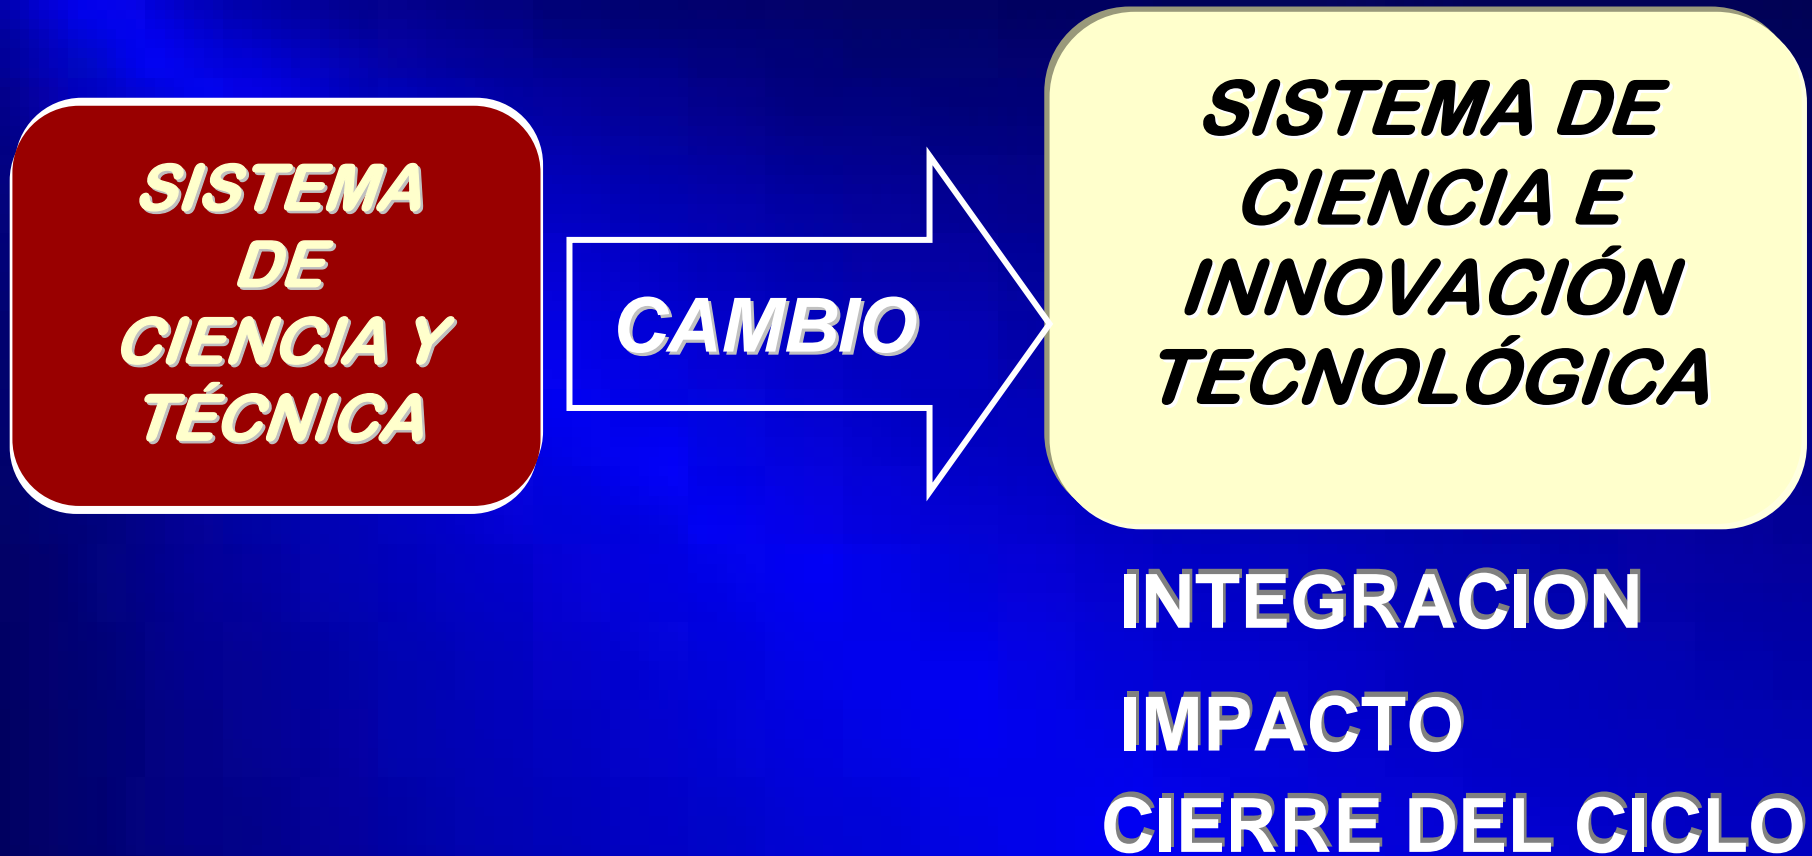 SISTEMA
DE
CIENCIA Y
TÉCNICA
CAMBIO
SISTEMA DE
CIENCIA E
INNOVACIÓN
TECNOLÓGICA
INTEGRACION
IMPACTO
CIERRE DEL CICLO